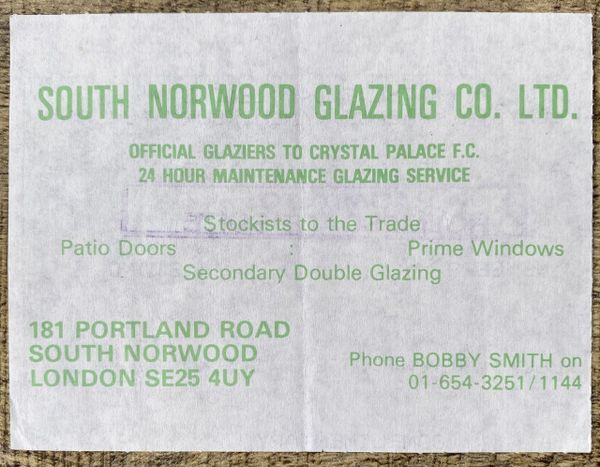 SOUTH NORWOOD GLAZING CO. LTD.
OFFICIAL GLAZIERS TO CRYSTAL PALACE F.C.
24 HOUR MAINTENANCE GLAZING SERVICE
Stockists to the Trade
Patio Doors : Prime Windows
Secondary Double Glazing
181 PORTLAND ROAD
SOUTH NORWOOD
LONDON SE25 4UY
Phone BOBBY SMITH on
01-654-3251/1144